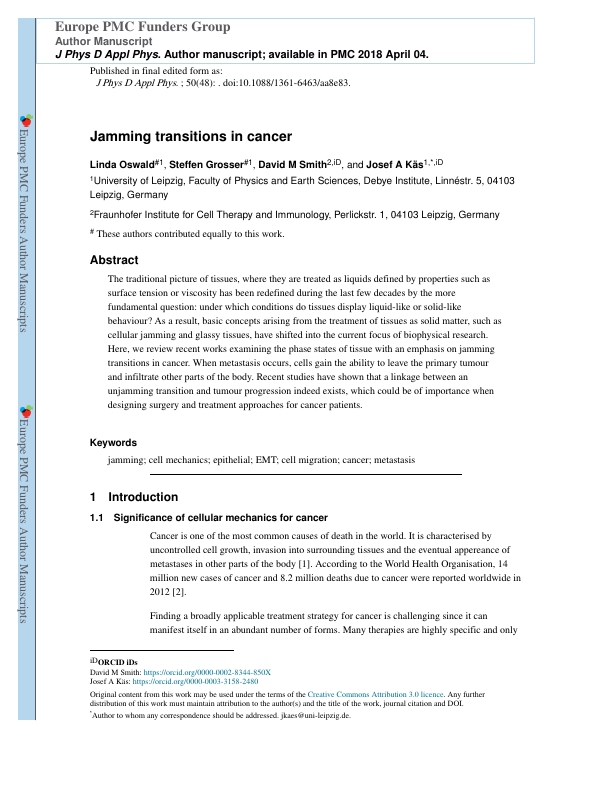 Europe PMC Funders Group
Author Manuscript
J Phys D Appl Phys. Author manuscript; available in PMC 2018 April 04.
Published in final edited form as:
J Phys D Appl Phys. ; 50(48): . doi:10.1088/1361-6463/aa8e83.
Jamming transitions in cancer
Linda Oswald#1, Steffen Grosser#1, David M Smith2,iD, and Josef A Käs1,*,iD
1University of Leipzig, Faculty of Physics and Earth Sciences, Debye Institute, Linnéstr. 5, 04103
Leipzig, Germany
2Fraunhofer Institute for Cell Therapy and Immunology, Perlickstr. 1, 04103 Leipzig, Germany
# These authors contributed equally to this work.
Abstract
The traditional picture of tissues, where they are treated as liquids defined by properties such as
surface tension or viscosity has been redefined during the last few decades by the more
fundamental question: under which conditions do tissues display liquid-like or solid-like
behaviour? As a result, basic concepts arising from the treatment of tissues as solid matter, such as
cellular jamming and glassy tissues, have shifted into the current focus of biophysical research.
Here, we review recent works examining the phase states of tissue with an emphasis on jamming
transitions in cancer. When metastasis occurs, cells gain the ability to leave the primary tumour
and infiltrate other parts of the body. Recent studies have shown that a linkage between an
unjamming transition and tumour progression indeed exists, which could be of importance when
designing surgery and treatment approaches for cancer patients.
Keywords
jamming; cell mechanics; epithelial; EMT; cell migration; cancer; metastasis
1 Introduction
1.1 Significance of cellular mechanics for cancer
Cancer is one of the most common causes of death in the world. It is characterised by
uncontrolled cell growth, invasion into surrounding tissues and the eventual appereance of
metastases in other parts of the body [1]. According to the World Health Organisation, 14
million new cases of cancer and 8.2 million deaths due to cancer were reported worldwide in
2012 [2].
Finding a broadly applicable treatment strategy for cancer is challenging since it can
manifest itself in an abundant number of forms. Many therapies are highly specific and only
iDORCID iDs
David M Smith: https://orcid.org/0000-0002-8344-850X
Josef A Käs: https://orcid.org/0000-0003-3158-2480
Original content from this work may be used under the terms of the Creative Commons Attribution 3.0 licence. Any further
distribution of this work must maintain attribution to the author(s) and the title of the work, journal citation and DOI.
*Author to whom any correspondence should be addressed. jkaes@uni-leipzig.de.
Europe PMC Funders Author Manuscripts
Europe PMC Funders Author Manuscripts